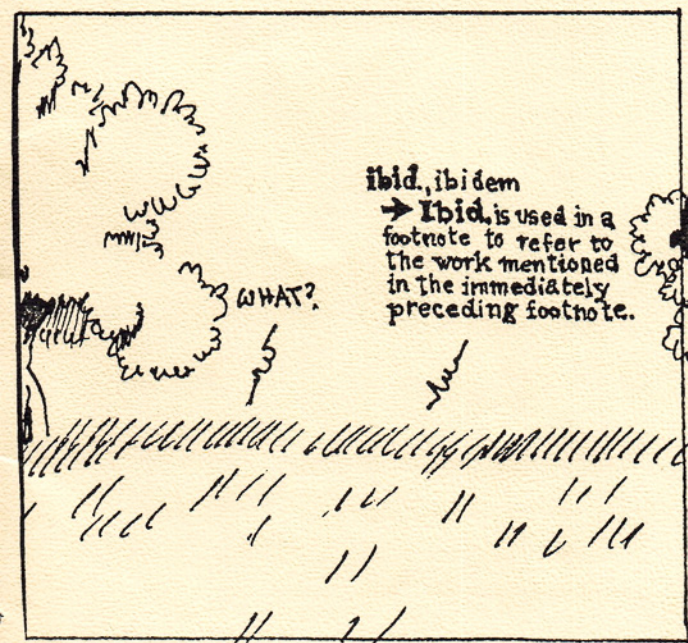 WHAT?
ibid., ibidem
→ Ibid. is used in a
footnote to refer to
the work mentioned
in the immediately
preceding footnote.